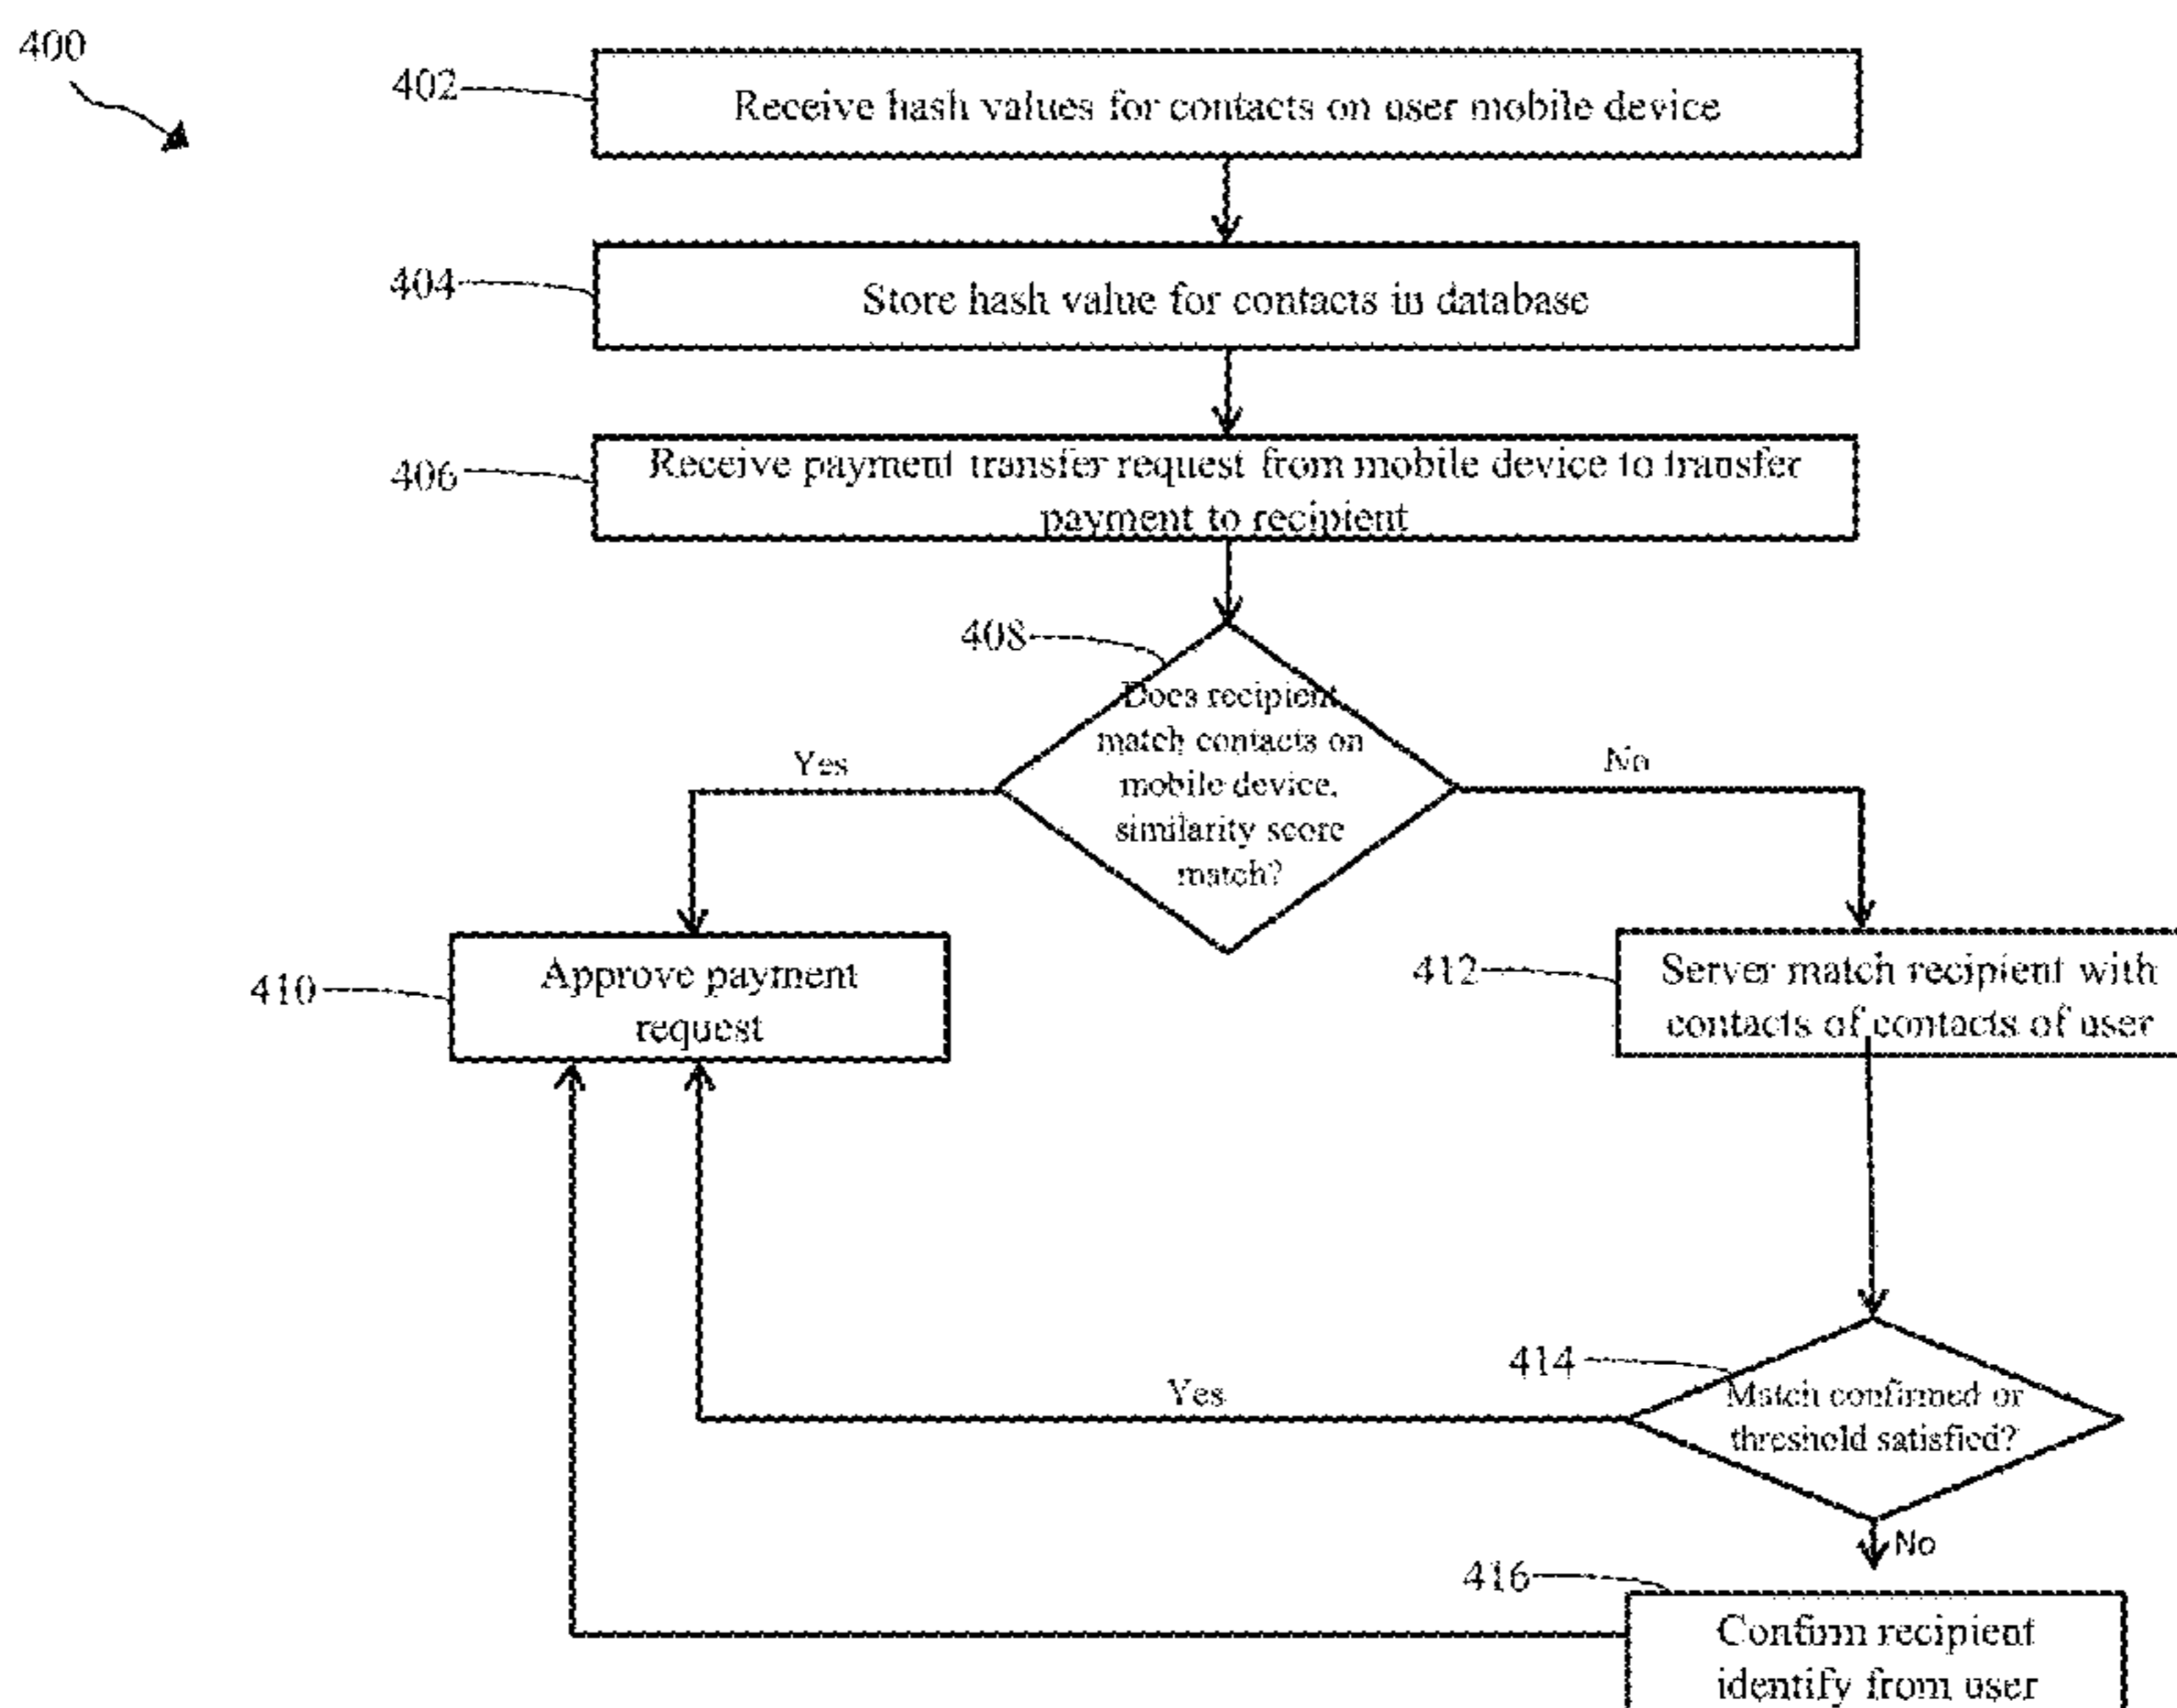 400
402
Receive hash values for contacts on user mobile device
404
Store hash value for contacts in database
406
Receive payment transfer request from mobile device to transfer
payment to recipient
408
Does recipient
match contacts on
mobile device,
similarity score
match?
Yes
No
410
Approve payment
request
412
Server match recipient with
contacts of contacts of user
414
Match confirmed or
threshold satisfied?
Yes
No
416
Confirm recipient
identify from user